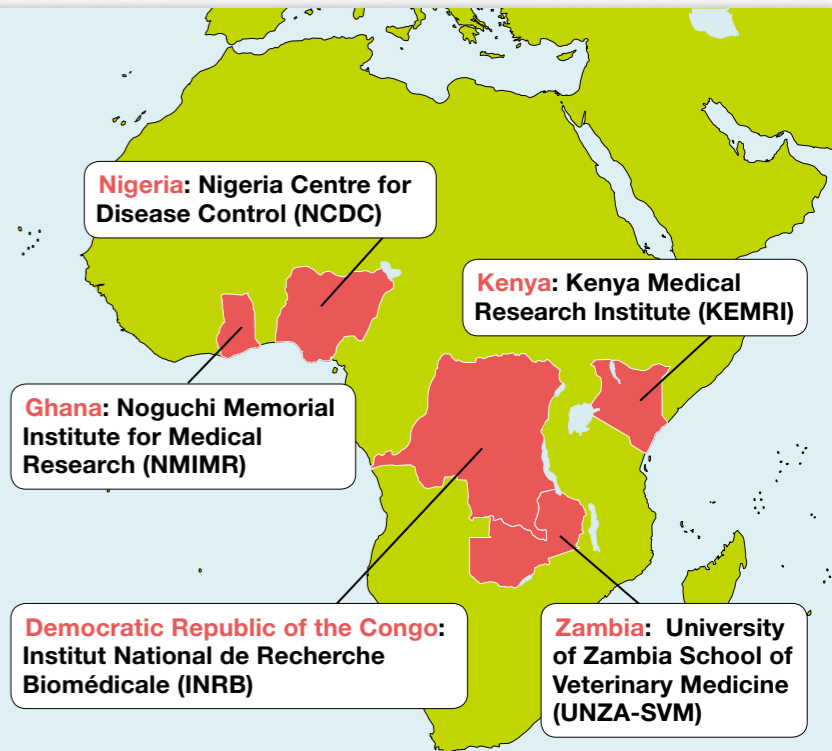 Nigeria: Nigeria Centre for
Disease Control (NCDC)
Kenya: Kenya Medical
Research Institute (KEMRI)
Ghana: Noguchi Memorial
Institute for Medical
Research (NMIMR)
Democratic Republic of the Congo:
Institut National de Recherche
Biomédicale (INRB)
Zambia: University
of Zambia School of
Veterinary Medicine
(UNZA-SVM)